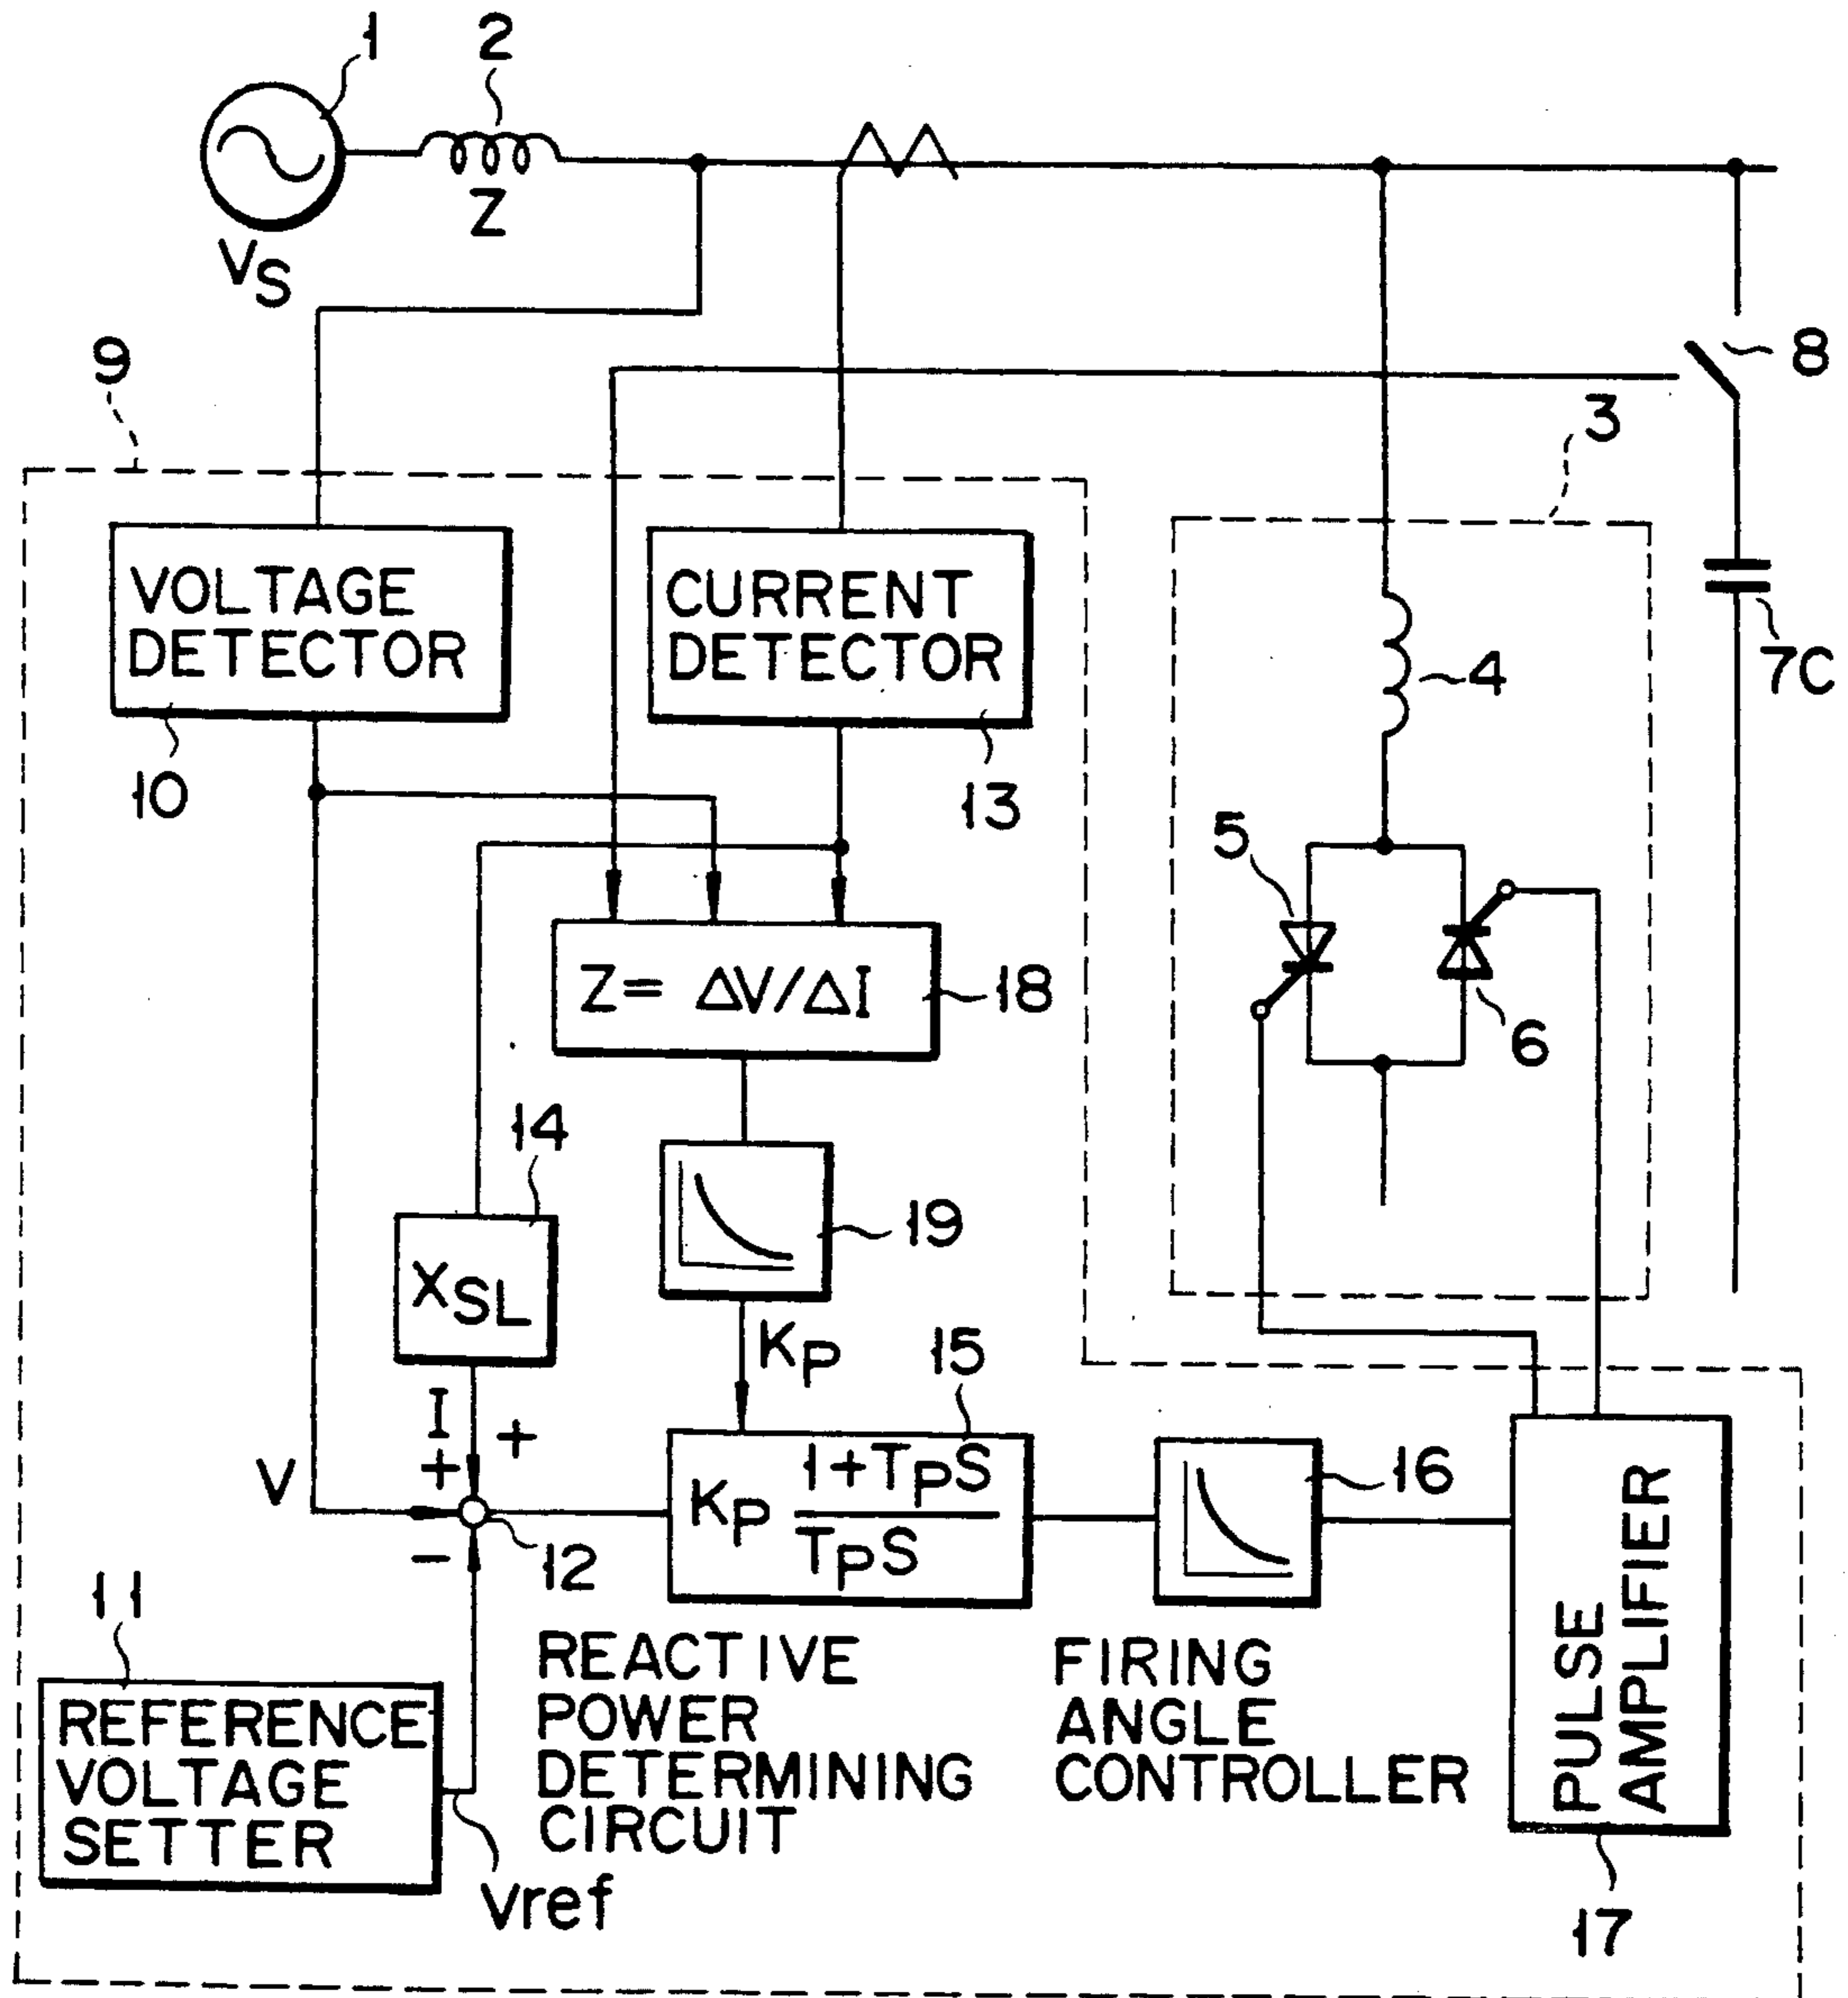 1
2
Z
VS
8
9
3
VOLTAGE
DETECTOR
CURRENT
DETECTOR
4
7C
10
13
5
Z= ΔV/ΔI
18
6
14
19
XSL
KP
15
I
+
+
V
KP 1+TPS
TPS
16
-
12
11
REFERENCE
VOLTAGE
SETTER
REACTIVE
POWER
DETERMINING
CIRCUIT
FIRING
ANGLE
CONTROLLER
PULSE
AMPLIFIER
Vref
17